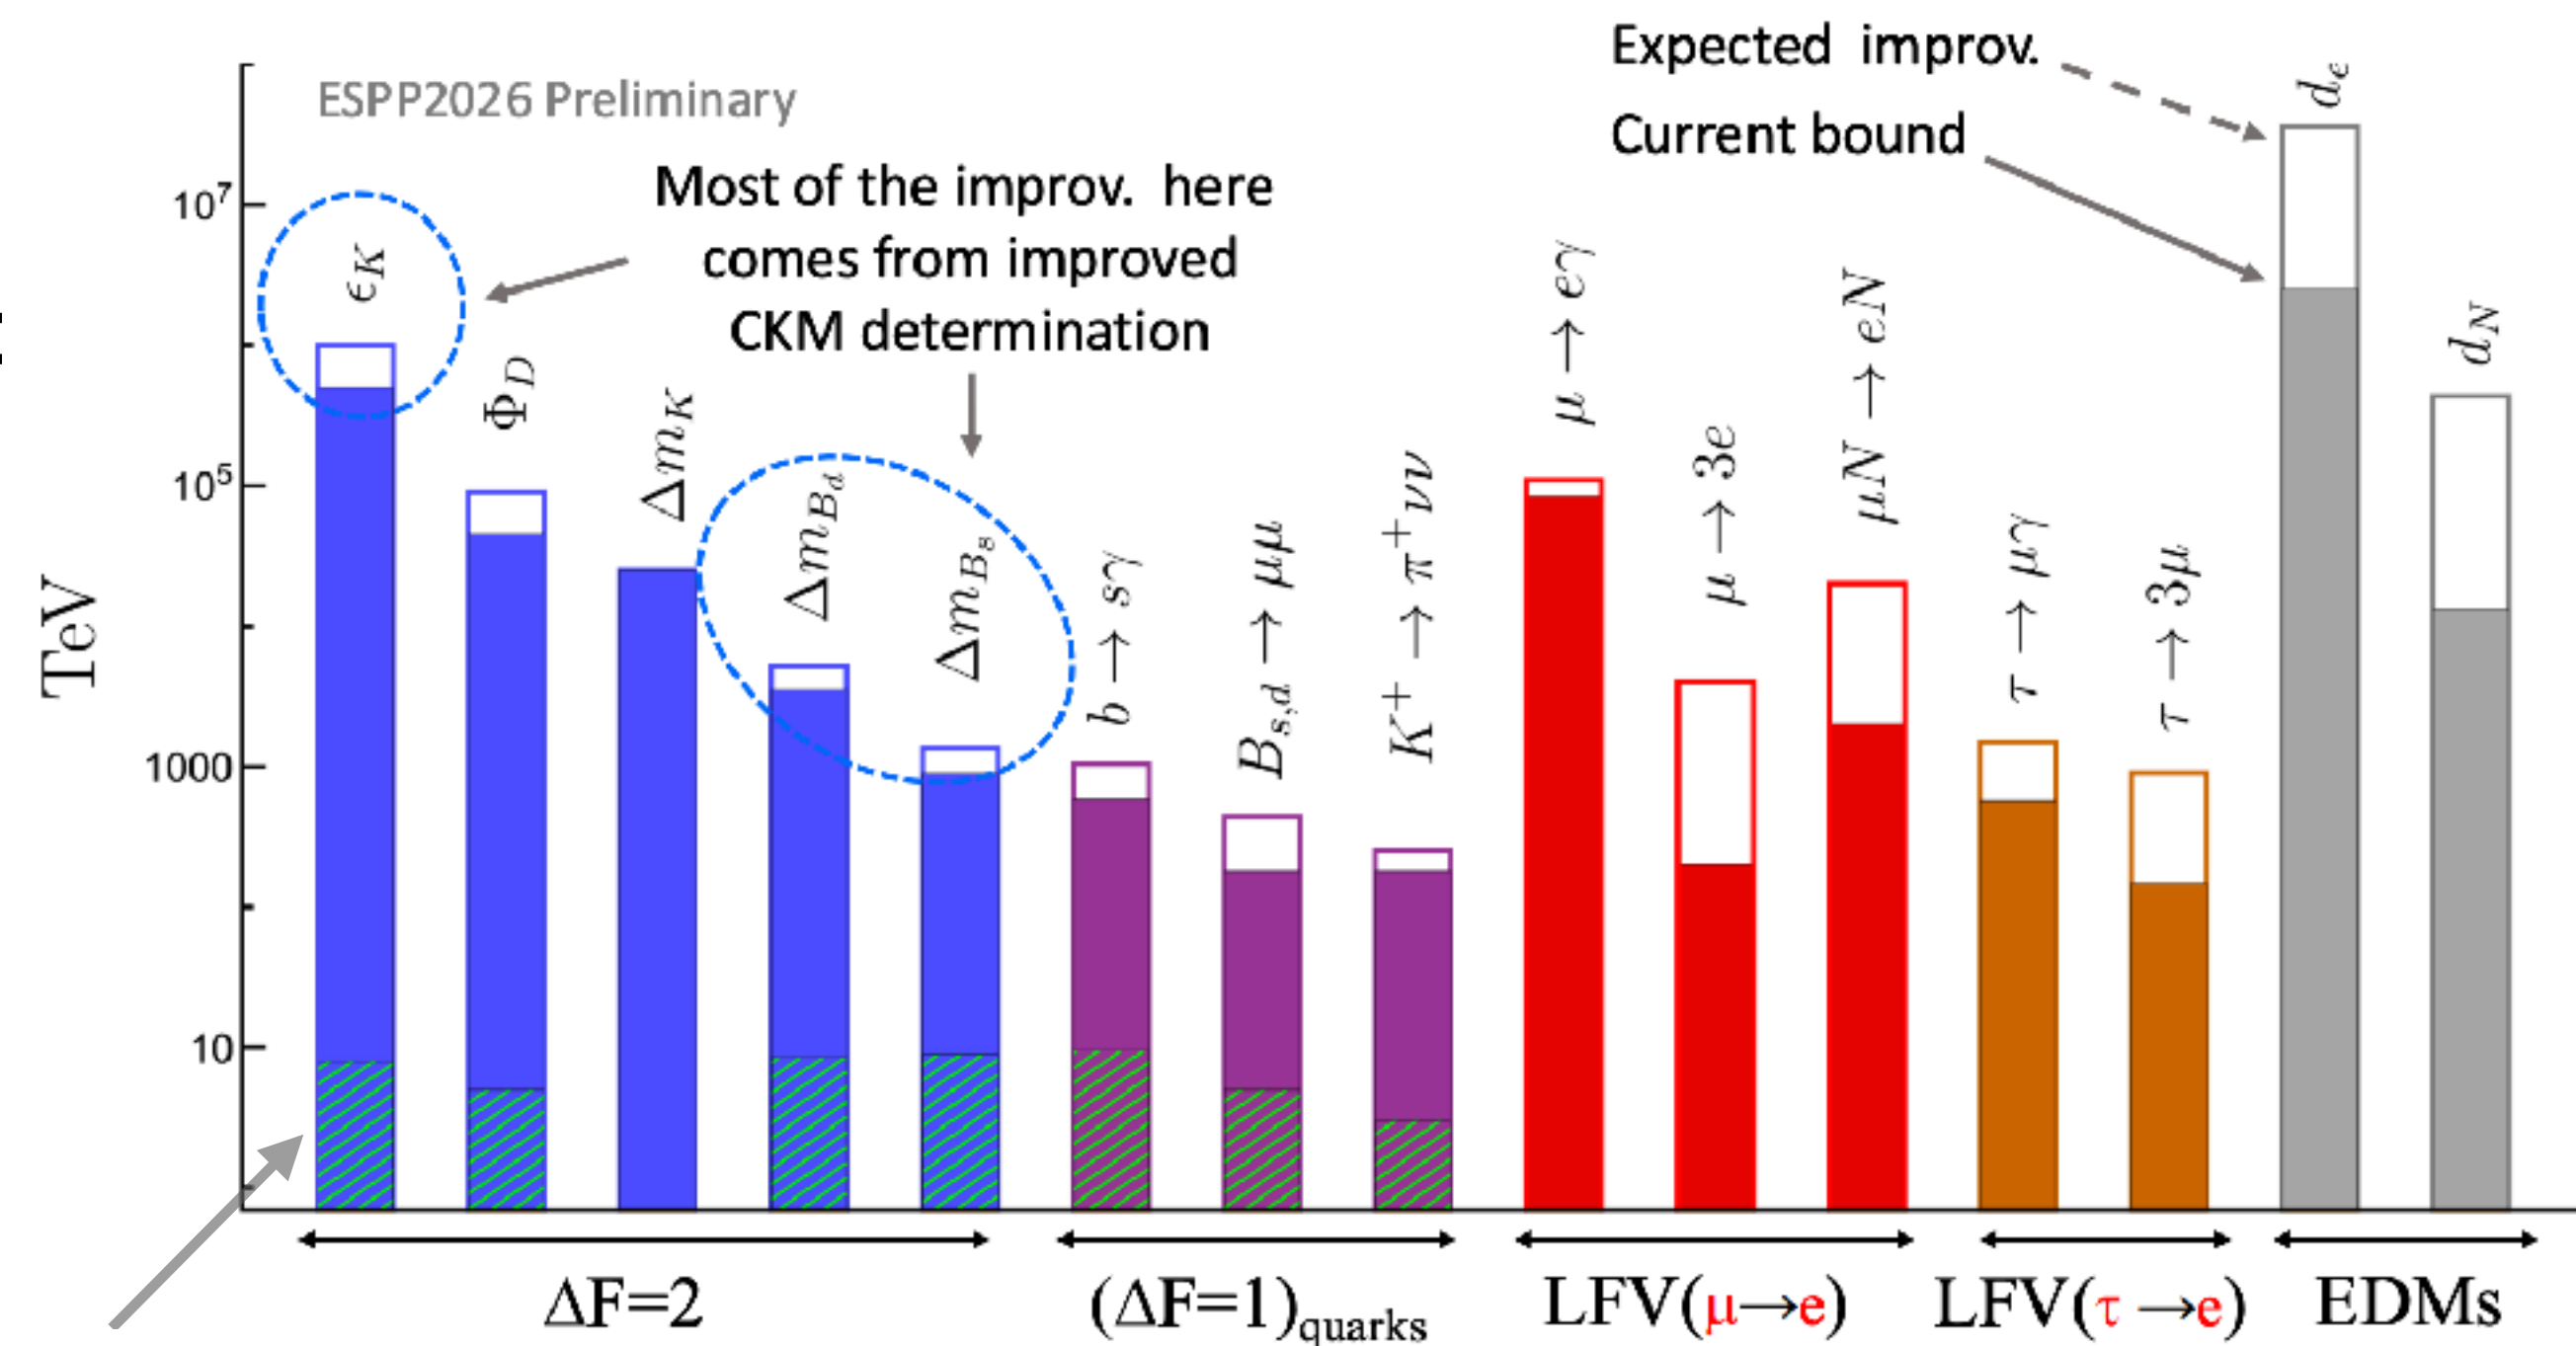 ESPP2026 Preliminary
Expected improv.
Current bound
Most of the improv. here
comes from improved
CKM determination
TeV
10⁷
10⁵
1000
10
ϵ_K
Φ_D
Δm_K
Δm_{B_d}
Δm_{B_s}
b → sγ
B_{s,d} → μμ
K⁺ → π⁺νν
μ → eγ
μ → 3e
μN → eN
τ → μγ
τ → 3μ
d_e
d_N
ΔF=2
(ΔF=1)quarks
LFV(μ→e)
LFV(τ →e)
EDMs